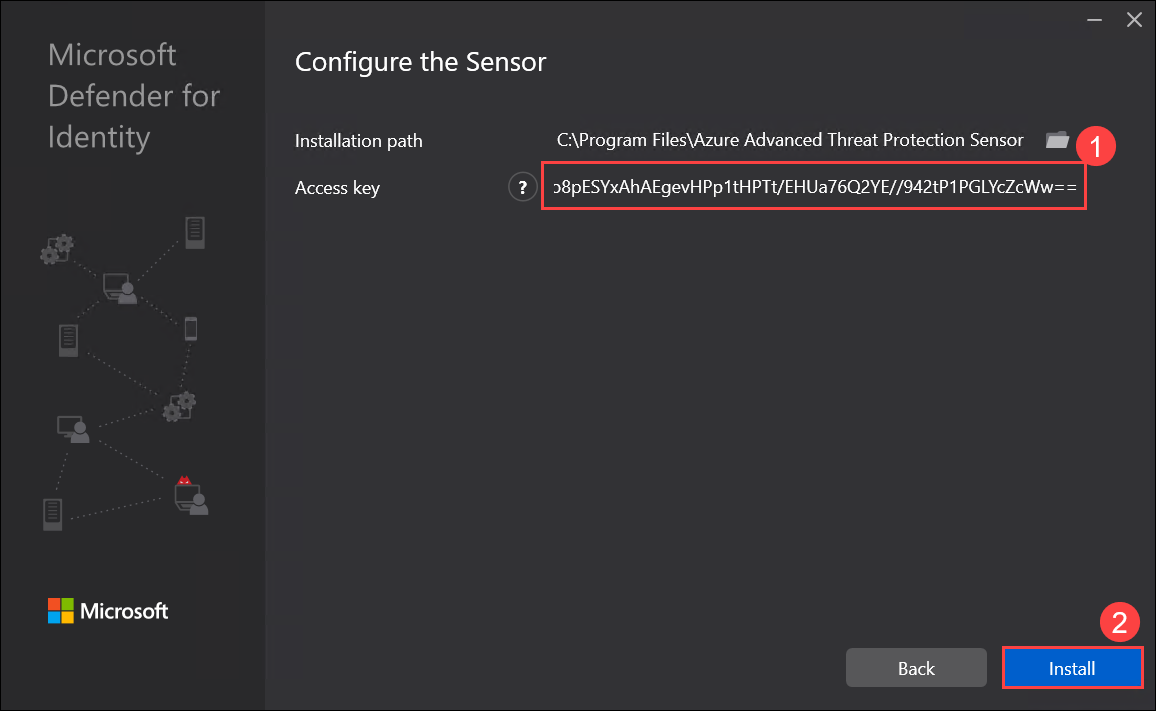 Microsoft
Defender for
Identity
Configure the Sensor
Installation path
C:\Program Files\Azure Advanced Threat Protection Sensor
1
Access key
?
o8pESYxAhAEgevHPp1tHPTt/EHUa76Q2YE//942tP1PGLYcZcWw==
Microsoft
2
Back
Install